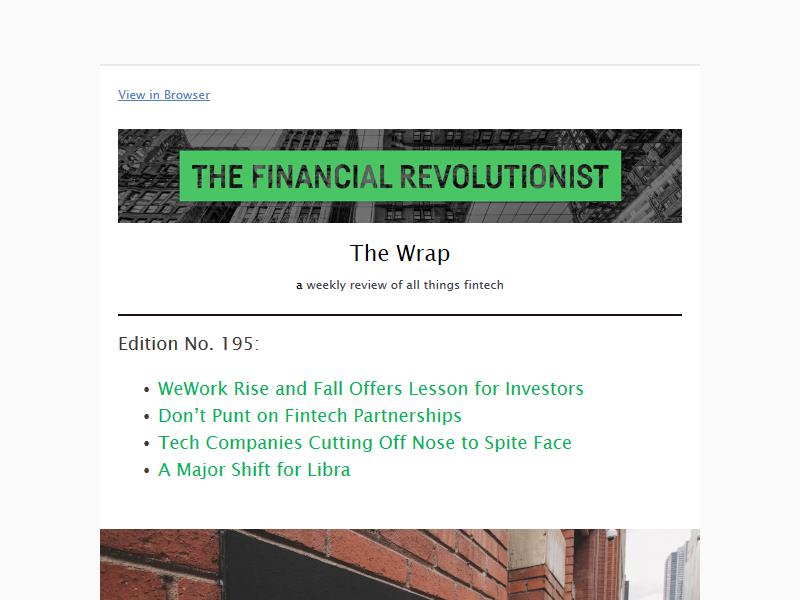 View in Browser
THE FINANCIAL REVOLUTIONIST
The Wrap
a weekly review of all things fintech
Edition No. 195:
• WeWork Rise and Fall Offers Lesson for Investors
• Don’t Punt on Fintech Partnerships
• Tech Companies Cutting Off Nose to Spite Face
• A Major Shift for Libra